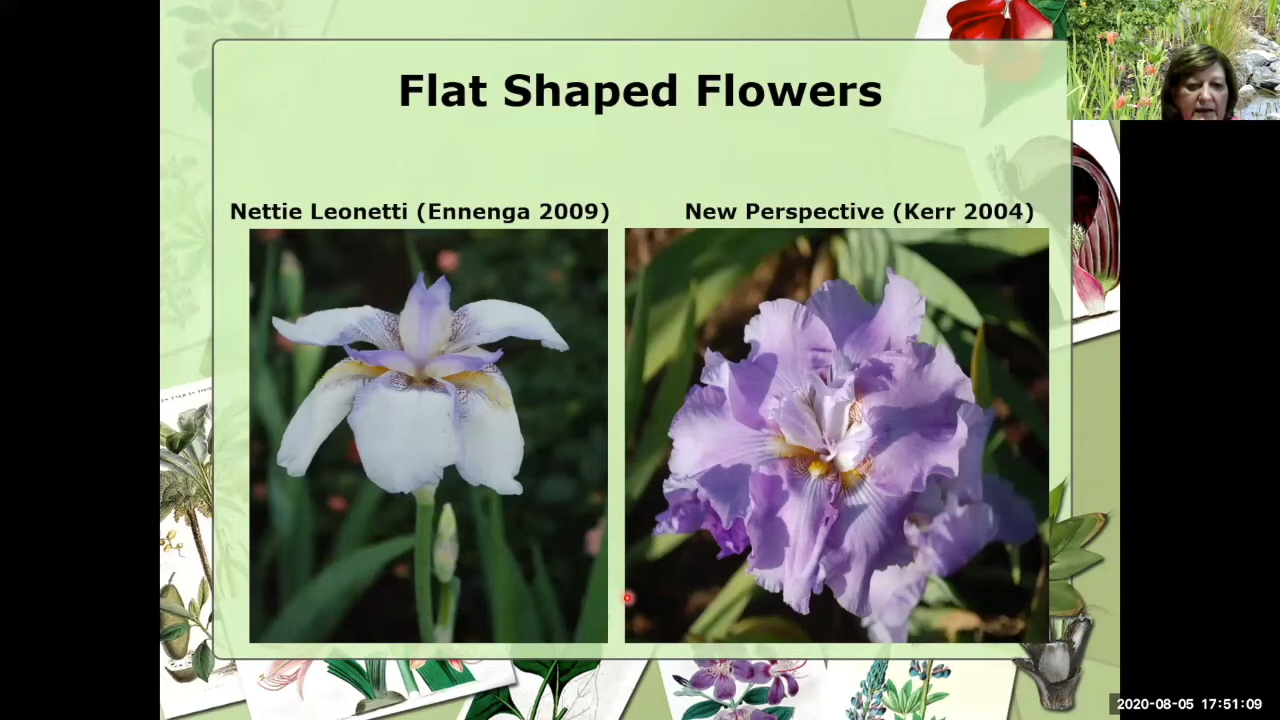 Flat Shaped Flowers
Nettie Leonetti (Ennenga 2009)
New Perspective (Kerr 2004)
2020-08-05 17:51:09